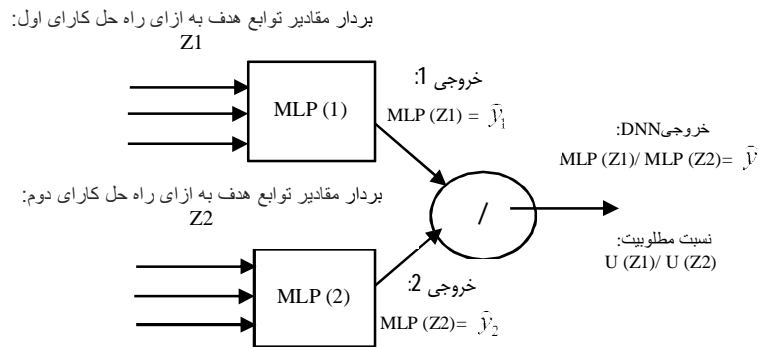 بردار مقادیر توابع هدف به ازای راه حل کارای اول:
Z1
MLP (1)
خروجی 1:
MLP (Z1) = ŷ₁
بردار مقادیر توابع هدف به ازای راه حل کارای دوم:
Z2
MLP (2)
خروجی 2:
MLP (Z2)= ŷ₂
/
خروجیDNN:
MLP (Z1)/ MLP (Z2)= ŷ
نسبت مطلوبیت:
U (Z1)/ U (Z2)